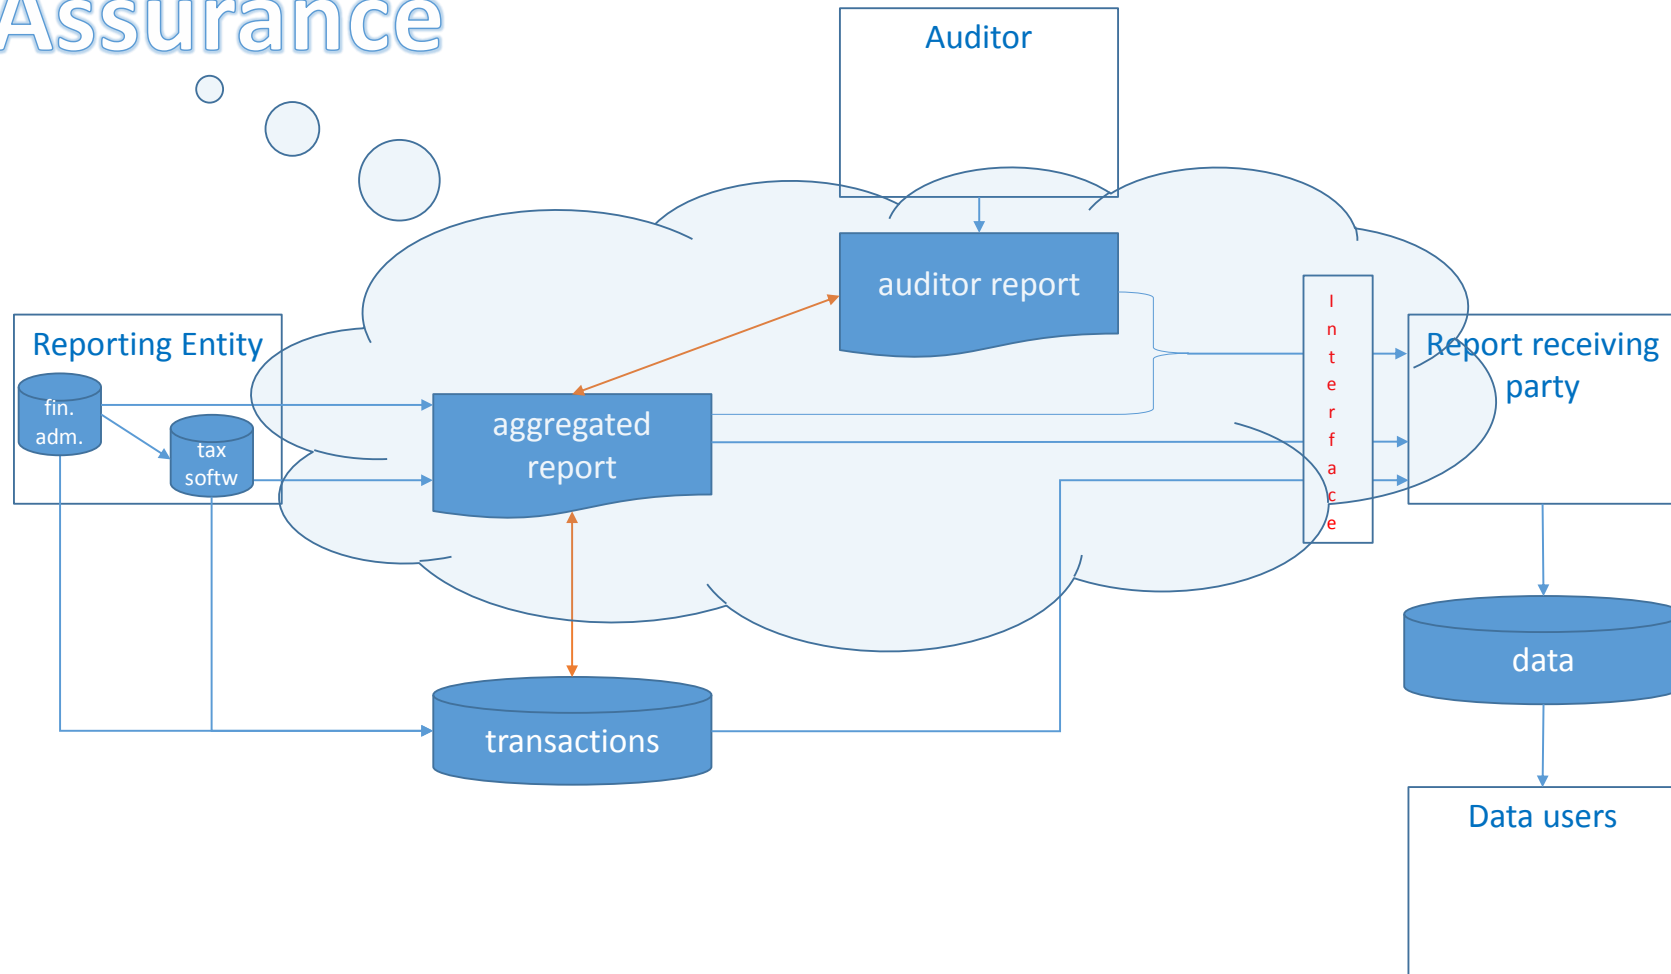 Assurance
Auditor
auditor report
Reporting Entity
fin.
adm.
tax
softw
aggregated
report
Interface
Report receiving
party
transactions
data
Data users